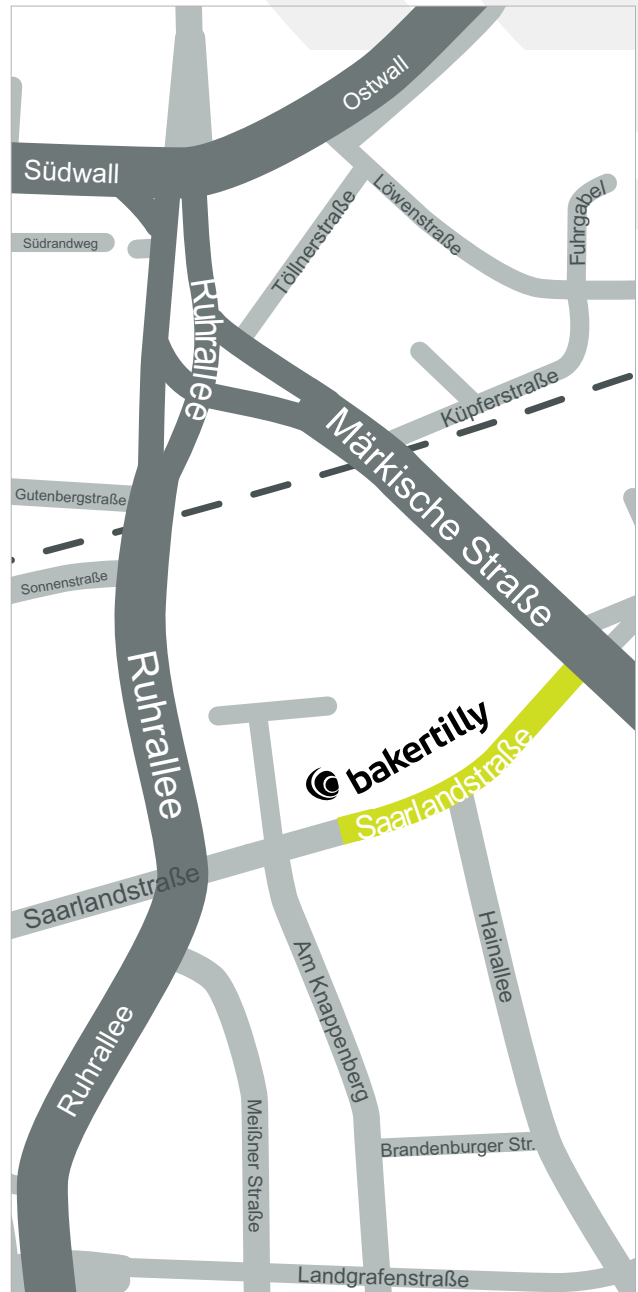 Ostwall
Südwall
Löwenstraße
Fuhrgabel
Töllnerstraße
Südrandweg
Ruhrallee
Küpferstraße
Märkische Straße
Gutenbergstraße
Sonnenstraße
Ruhrallee
bakertilly
Saarlandstraße
Saarlandstraße
Hainallee
Am Knappenberg
Ruhrallee
Meißner Straße
Brandenburger Str.
Landgrafenstraße